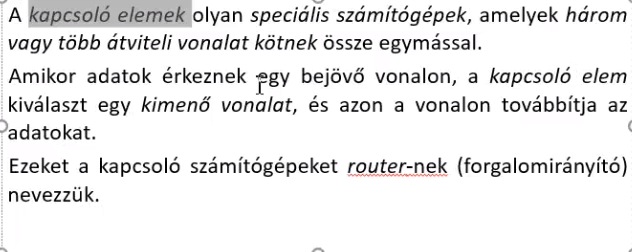 A kapcsoló elemek olyan speciális számítógépek, amelyek három
vagy több átviteli vonalat kötnek össze egymással.
Amikor adatok érkeznek egy bejövő vonalon, a kapcsoló elem
kiválaszt egy kimenő vonalat, és azon a vonalon továbbítja az
adatokat.
Ezeket a kapcsoló számítógépeket router-nek (forgalomirányító)
nevezzük.